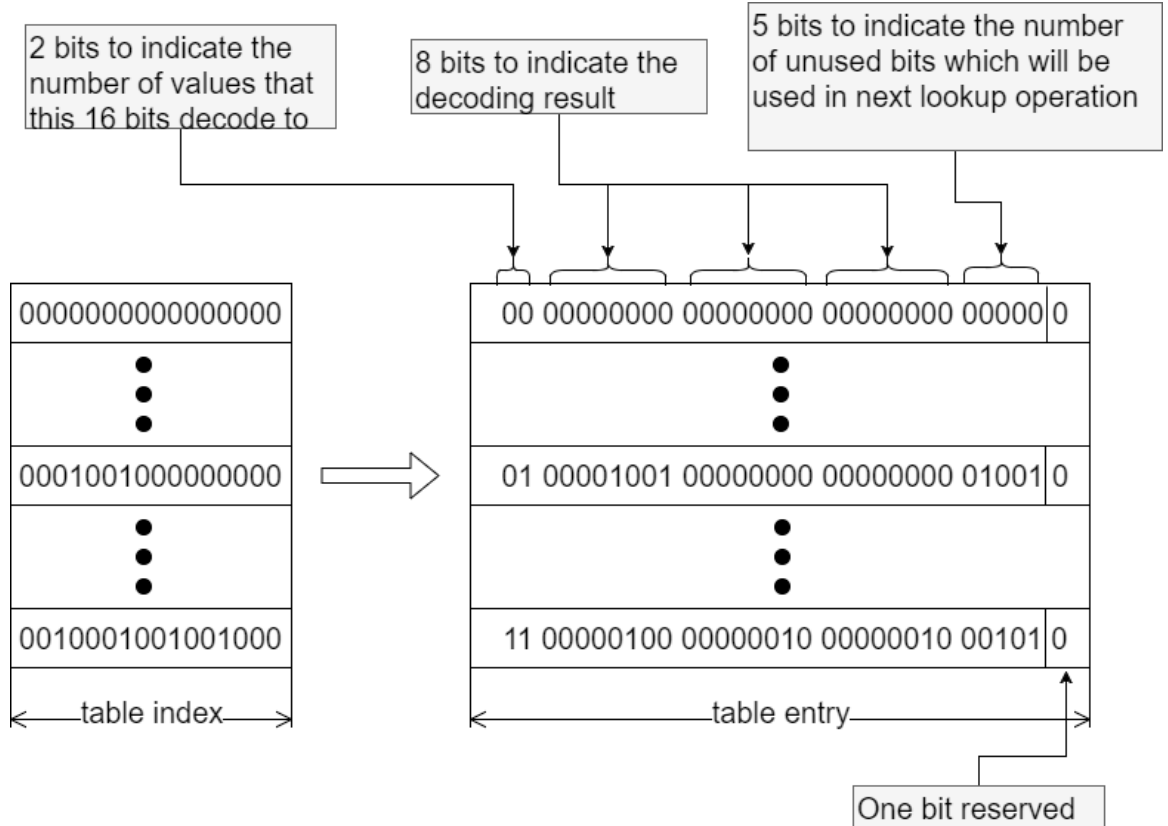 2 bits to indicate the
number of values that
this 16 bits decode to
8 bits to indicate the
decoding result
5 bits to indicate the number
of unused bits which will be
used in next lookup operation
0000000000000000
00 00000000 00000000 00000000 00000 0
0001001000000000
01 00001001 00000000 00000000 01001 0
0010001001001000
11 00000100 00000010 00000010 00101 0
table index
table entry
One bit reserved